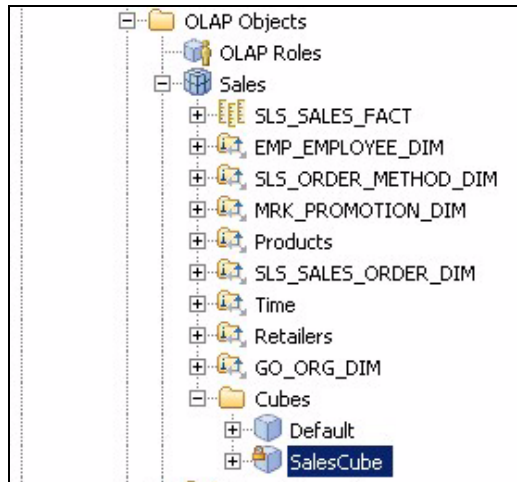 OLAP Objects
OLAP Roles
Sales
SLS_SALES_FACT
EMP_EMPLOYEE_DIM
SLS_ORDER_METHOD_DIM
MRK_PROMOTION_DIM
Products
SLS_SALES_ORDER_DIM
Time
Retailers
GO_ORG_DIM
Cubes
Default
SalesCube